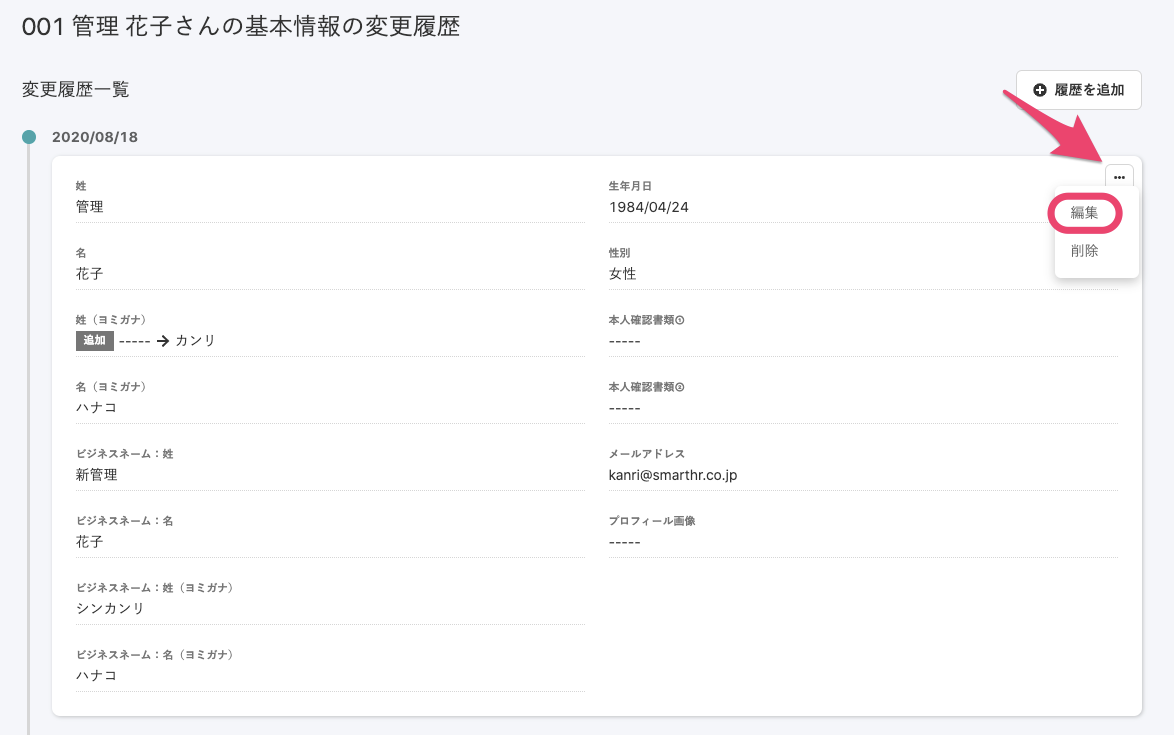 001 管理 花子さんの基本情報の変更履歴
変更履歴一覧
履歴を追加
2020/08/18
姓
管理
名
花子
姓（ヨミガナ）
追加 ----- → カンリ
名（ヨミガナ）
ハナコ
ビジネスネーム：姓
新管理
ビジネスネーム：名
花子
ビジネスネーム：姓（ヨミガナ）
シンカンリ
ビジネスネーム：名（ヨミガナ）
ハナコ
生年月日
1984/04/24
性別
女性
本人確認書類①
-----
本人確認書類②
-----
メールアドレス
kanri@smarthr.co.jp
プロフィール画像
-----
編集
削除